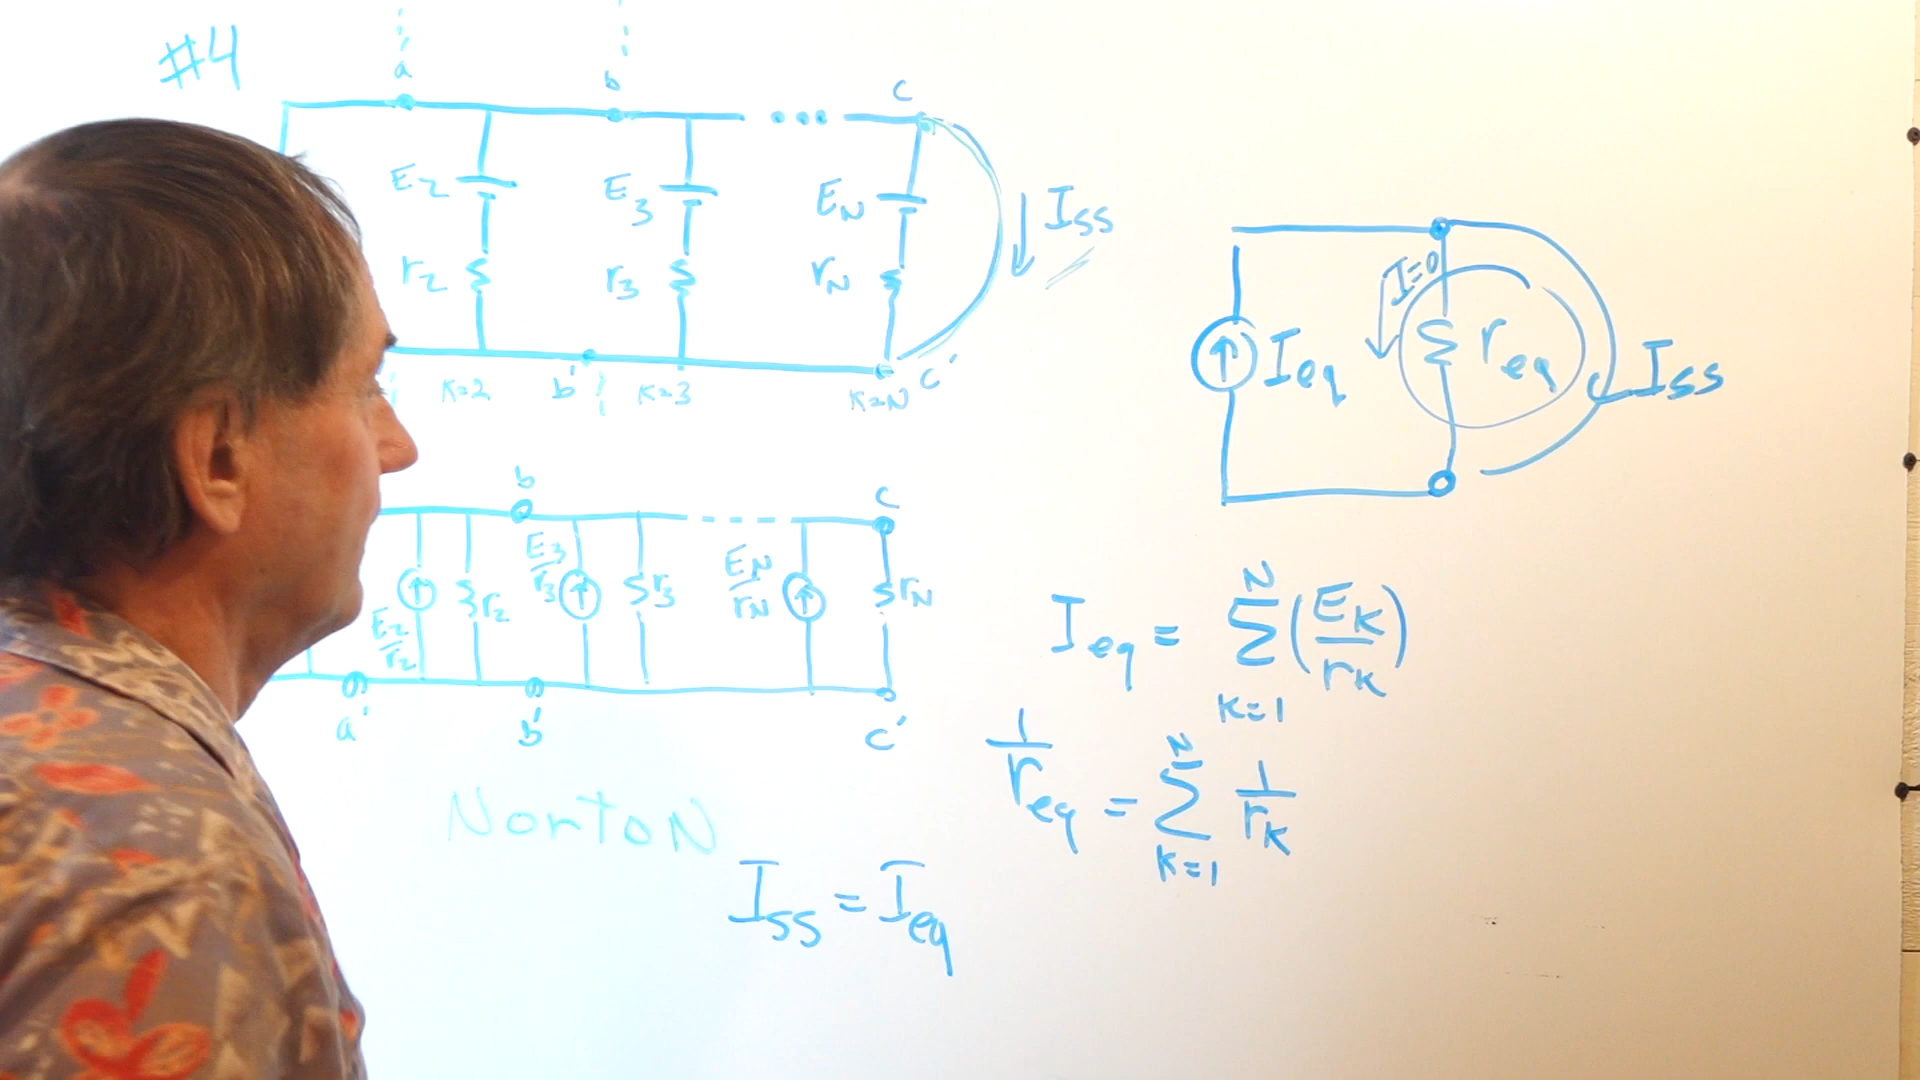 #4
a b c
E2 E3 EN
r2 r3 rN
Iss
k=2 b' k=3 k=N c'
I=0
Ieq req Iss
b c
E2/r2 r2 E3/r3 r3 EN/rN rN
a' b' c'
Norton
Ieq = N Σ k=1 (Ek/rk)
1/req = N Σ k=1 1/rk
Iss = Ieq